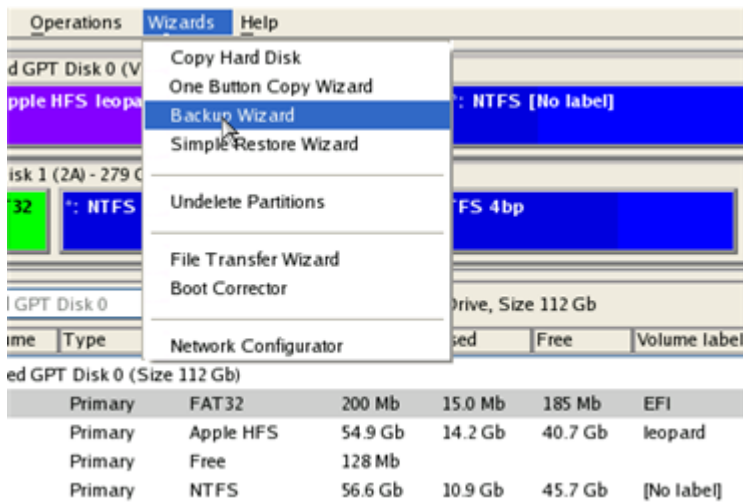 Operations Wizards Help
Copy Hard Disk
One Button Copy Wizard
Backup Wizard
Simple Restore Wizard
Undelete Partitions
File Transfer Wizard
Boot Corrector
Network Configurator
d GPT Disk 0 (V
pple HFS leopa *: NTFS [No label]
isk 1 (2A) - 279 G
32 *: NTFS TFS 4bp
GPT Disk 0 Drive, Size 112 Gb
ume Type sed Free Volume label
ed GPT Disk 0 (Size 112 Gb)
Primary FAT32 200 Mb 15.0 Mb 185 Mb EFI
Primary Apple HFS 54.9 Gb 14.2 Gb 40.7 Gb leopard
Primary Free 128 Mb
Primary NTFS 56.6 Gb 10.9 Gb 45.7 Gb [No label]